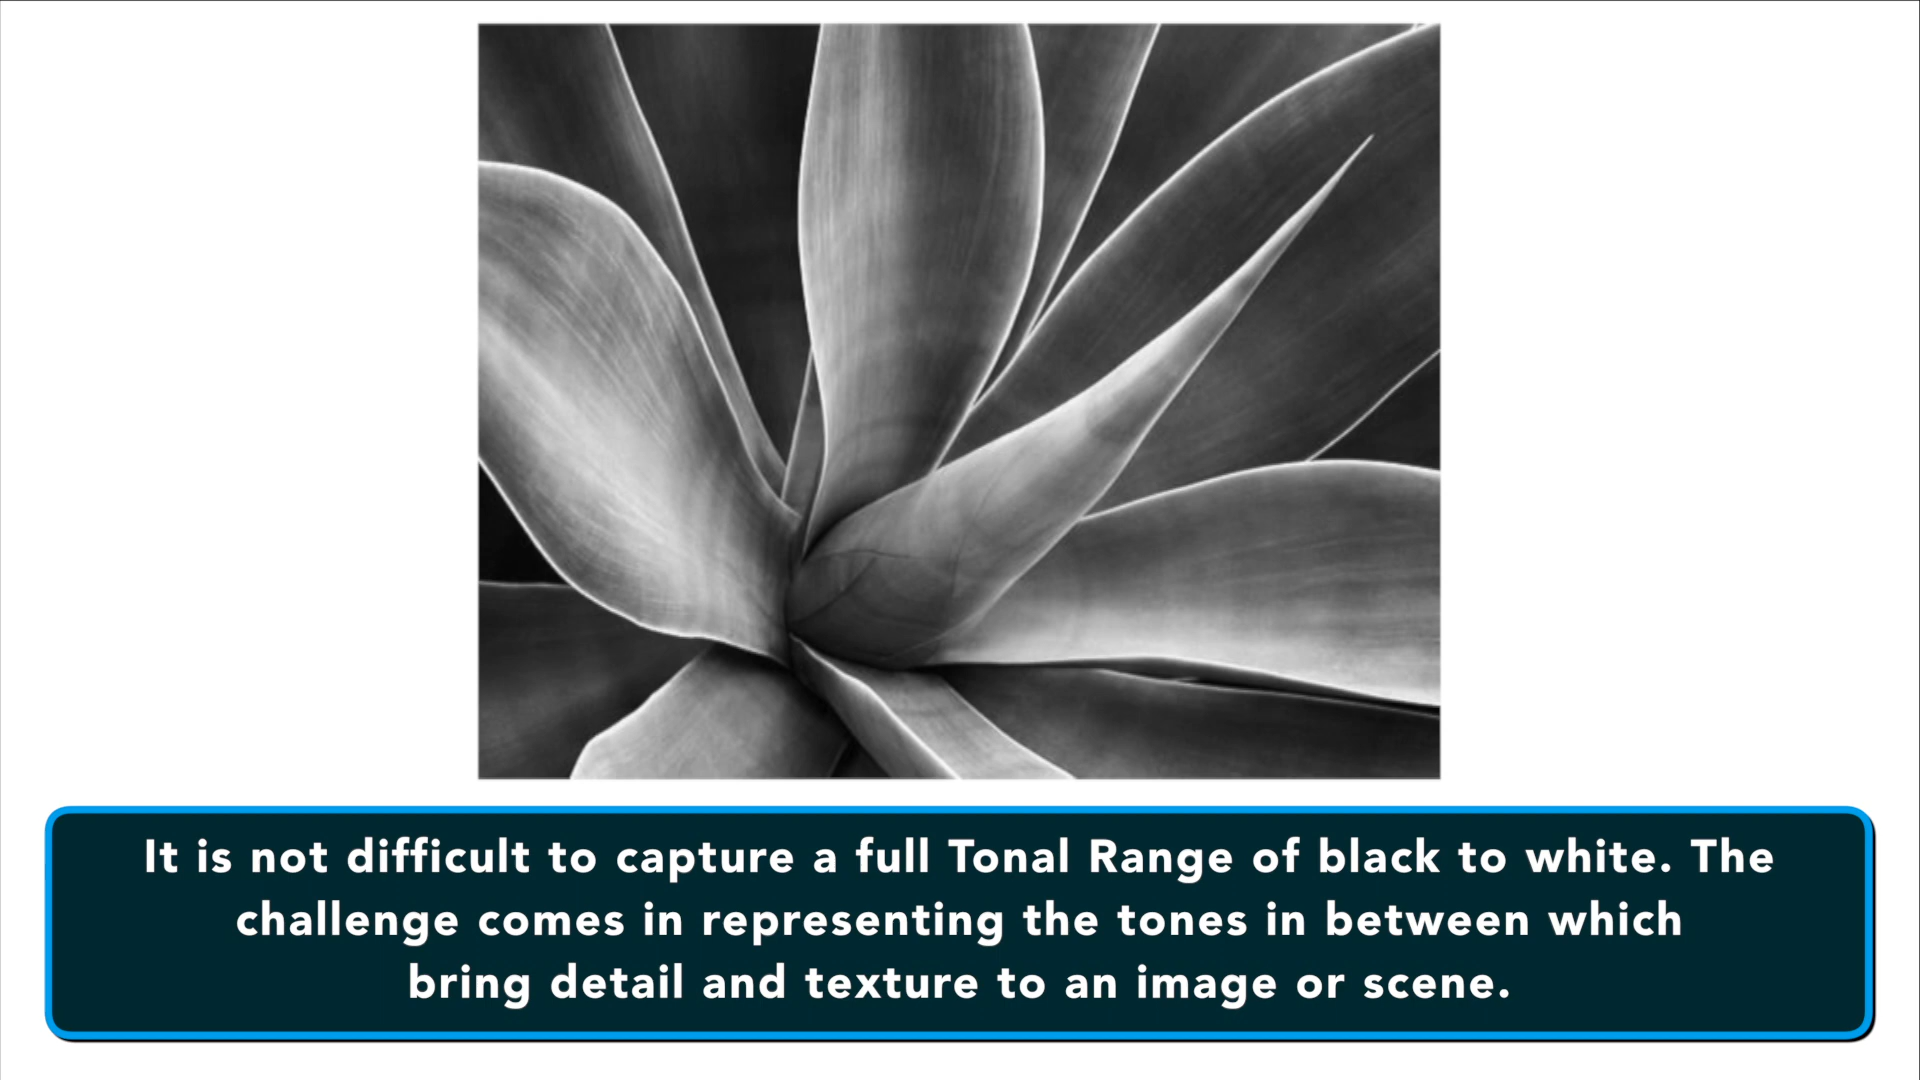 It is not difficult to capture a full Tonal Range of black to white. The
challenge comes in representing the tones in between which
bring detail and texture to an image or scene.